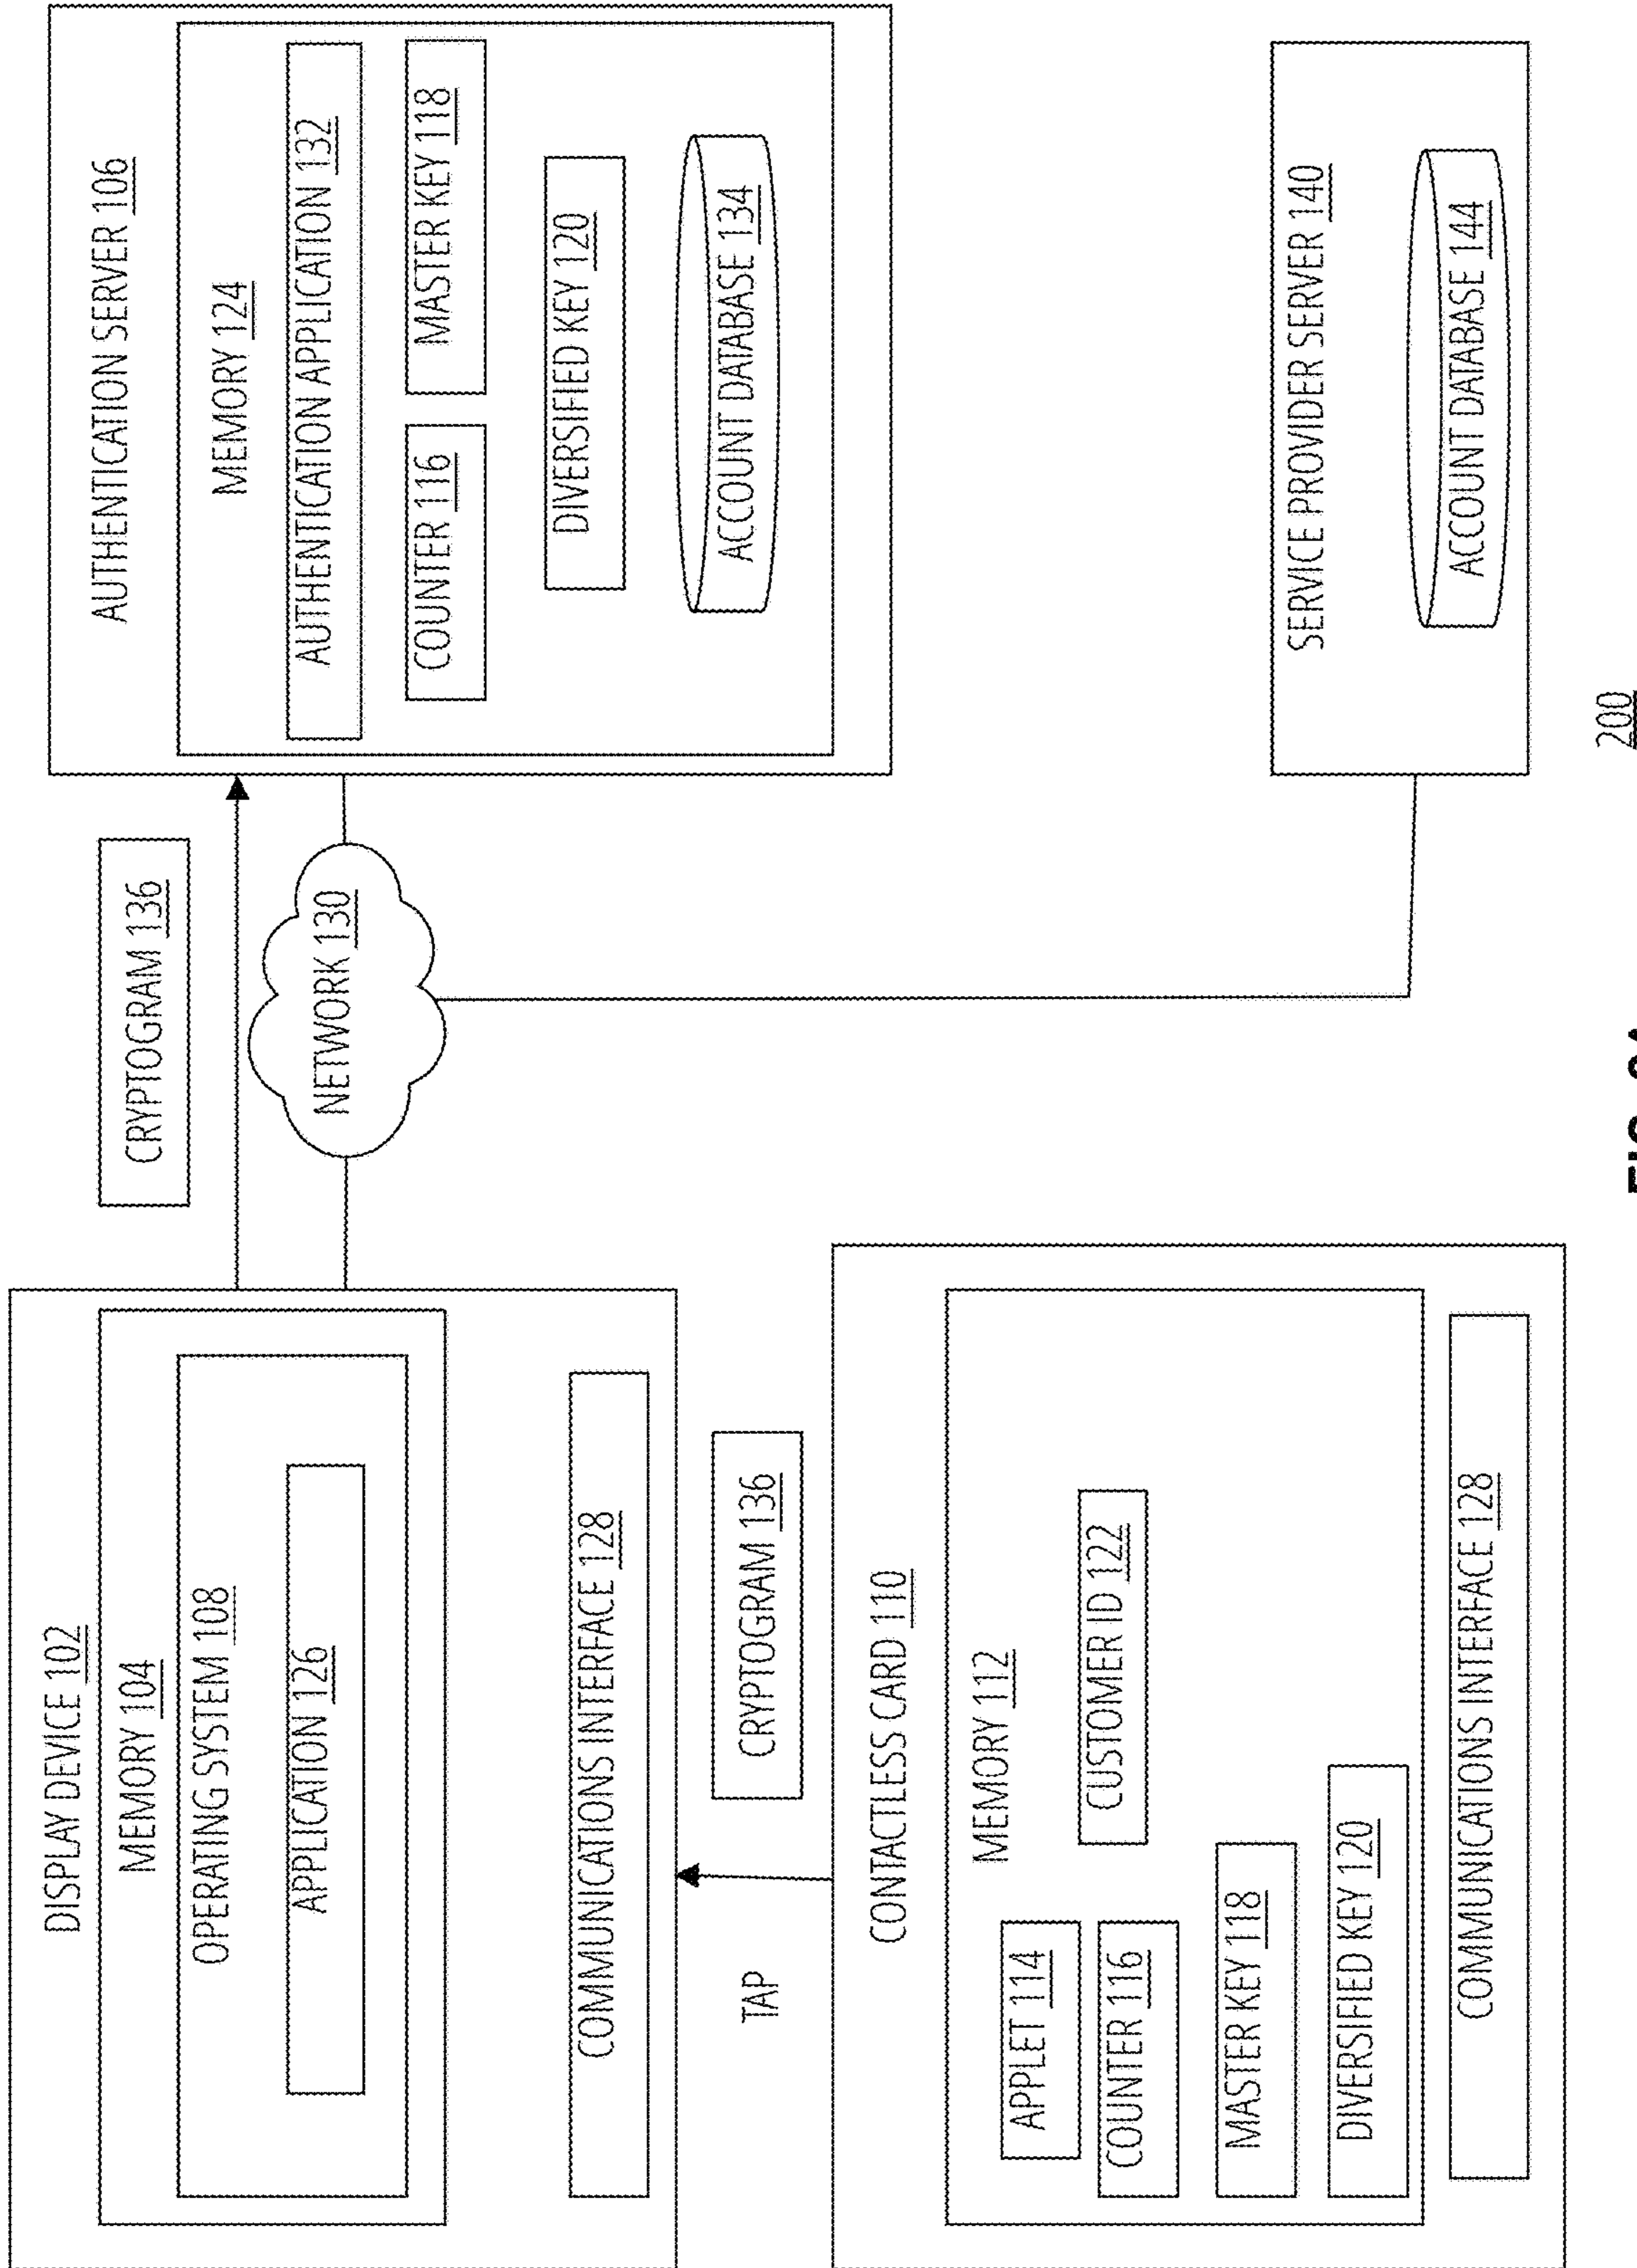 DISPLAY DEVICE 102
MEMORY 104
OPERATING SYSTEM 108
APPLICATION 126
COMMUNICATIONS INTERFACE 128
TAP
CRYPTOGRAM 136
CONTACTLESS CARD 110
MEMORY 112
APPLET 114
COUNTER 116
CUSTOMER ID 122
MASTER KEY 118
DIVERSIFIED KEY 120
COMMUNICATIONS INTERFACE 128
CRYPTOGRAM 136
NETWORK 130
AUTHENTICATION SERVER 106
MEMORY 124
AUTHENTICATION APPLICATION 132
COUNTER 116
MASTER KEY 118
DIVERSIFIED KEY 120
ACCOUNT DATABASE 134
SERVICE PROVIDER SERVER 140
ACCOUNT DATABASE 144
200